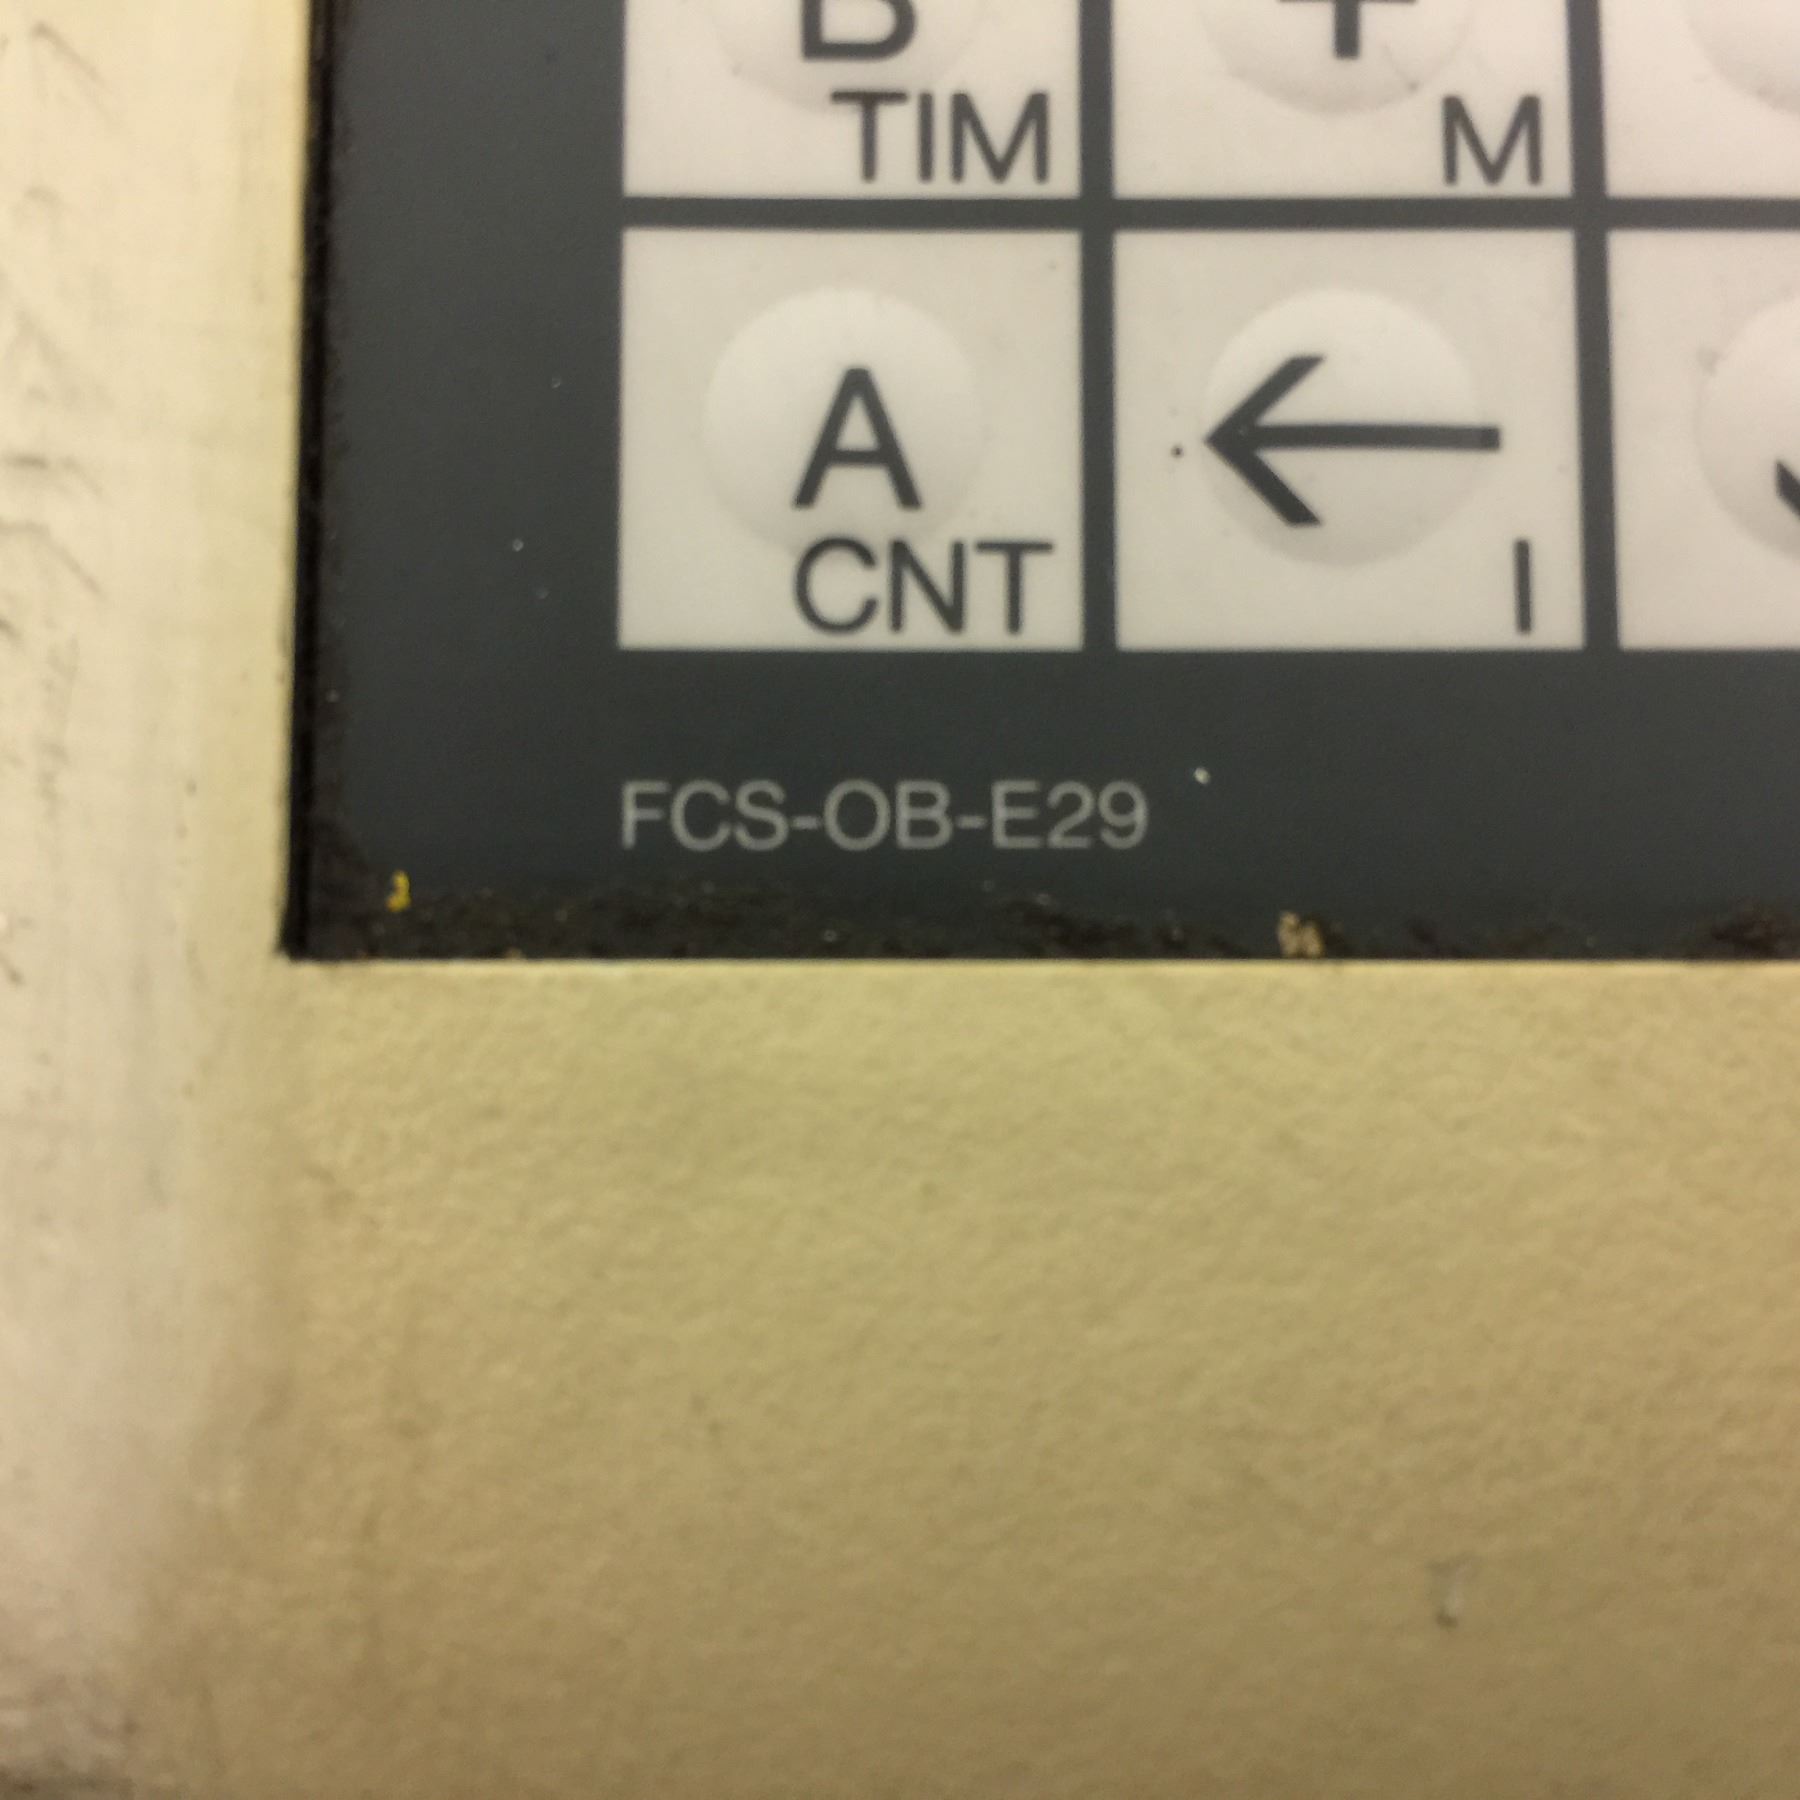 B +
TIM M
A ←
CNT I
FCS-OB-E29